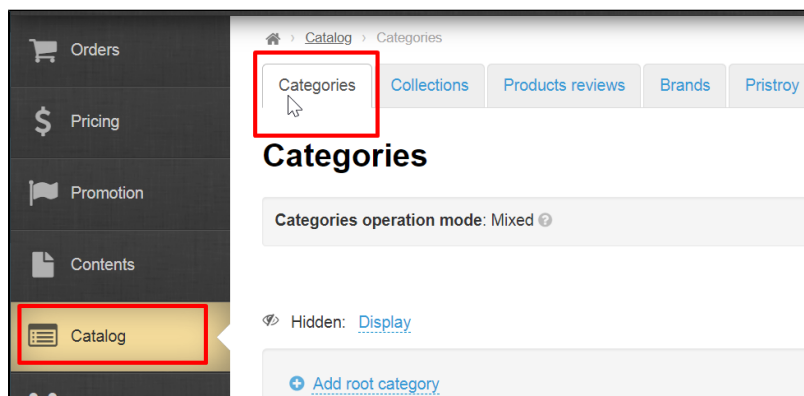 Orders
Pricing
Promotion
Contents
Catalog
Catalog › Categories
Categories
Collections
Products reviews
Brands
Pristroy
Categories
Categories operation mode: Mixed
Hidden: Display
Add root category